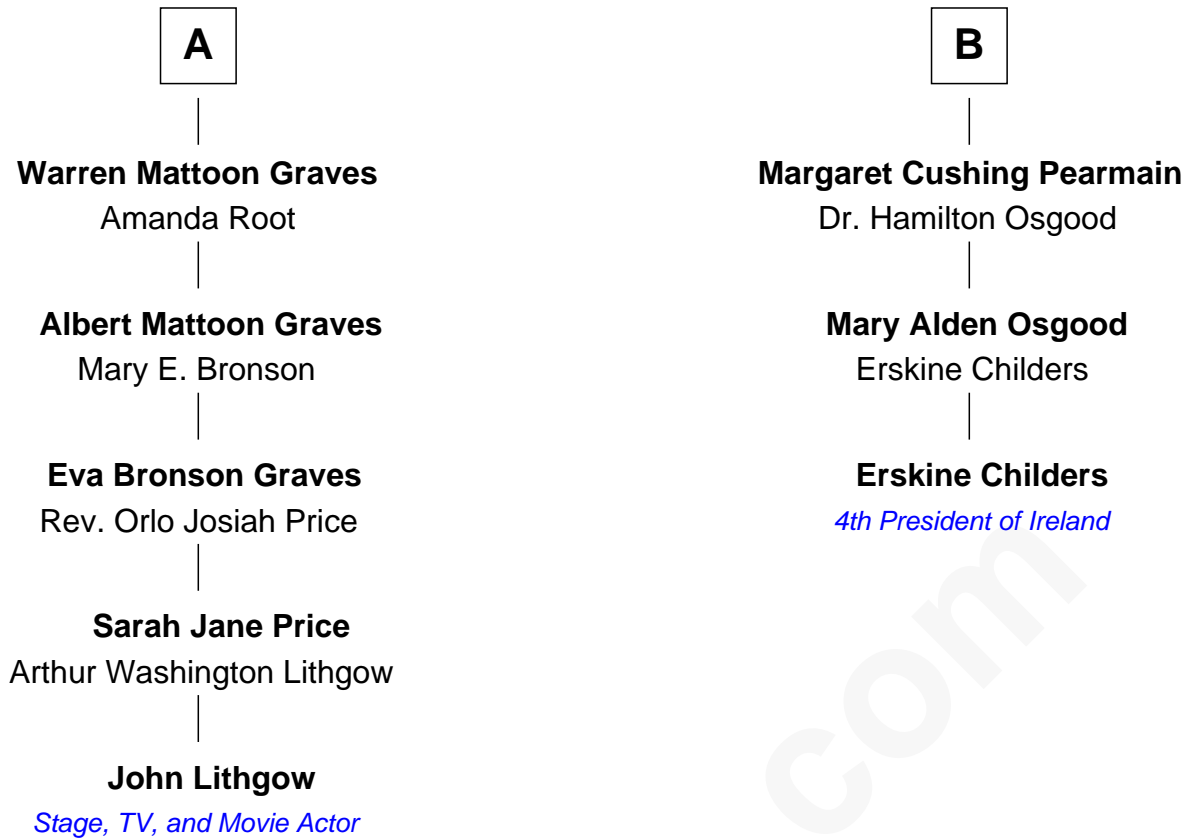 A
Warren Mattoon Graves
Amanda Root
Albert Mattoon Graves
Mary E. Bronson
Eva Bronson Graves
Rev. Orlo Josiah Price
Sarah Jane Price
Arthur Washington Lithgow
John Lithgow
Stage, TV, and Movie Actor
B
Margaret Cushing Pearmain
Dr. Hamilton Osgood
Mary Alden Osgood
Erskine Childers
Erskine Childers
4th President of Ireland
com